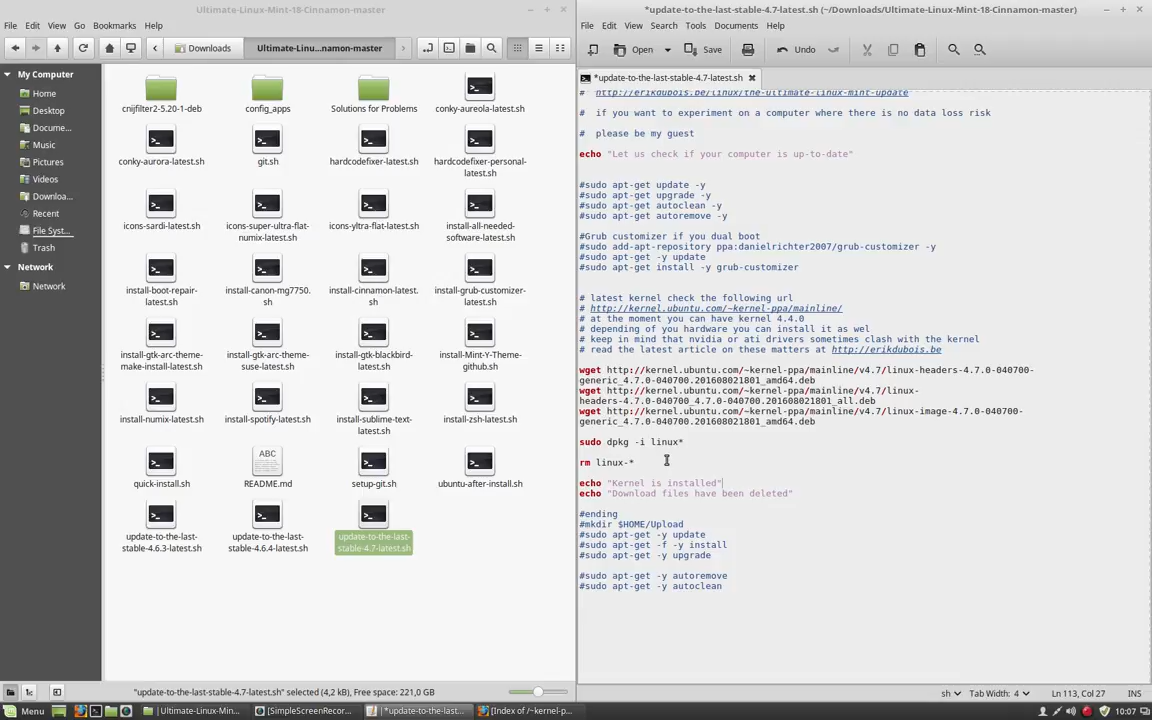 Ultimate-Linux-Mint-18-Cinnamon-master
File Edit View Go Bookmarks Help
Downloads
Ultimate-Linu...namon-master
My Computer
Home
Desktop
Docume...
Music
Pictures
Videos
Downloa...
Recent
File Syst...
Trash
Network
Network
cnijfilter2-5.20-1-deb
config_apps
Solutions for Problems
conky-aureola-latest.sh
conky-aurora-latest.sh
git.sh
hardcodefixer-latest.sh
hardcodefixer-personal-
latest.sh
icons-sardi-latest.sh
icons-super-ultra-flat-
numix-latest.sh
icons-yltra-flat-latest.sh
install-all-needed-
software-latest.sh
install-boot-repair-
latest.sh
install-canon-mg7750.
sh
install-cinnamon-latest.
sh
install-grub-customizer-
latest.sh
install-gtk-arc-theme-
make-install-latest.sh
install-gtk-arc-theme-
suse-latest.sh
install-gtk-blackbird-
latest.sh
install-Mint-Y-Theme-
github.sh
install-numix-latest.sh
install-spotify-latest.sh
install-sublime-text-
latest.sh
install-zsh-latest.sh
quick-install.sh
ABC
README.md
setup-git.sh
ubuntu-after-install.sh
update-to-the-last-
stable-4.6.3-latest.sh
update-to-the-last-
stable-4.6.4-latest.sh
update-to-the-last-
stable-4.7-latest.sh
"update-to-the-last-stable-4.7-latest.sh" selected (4,2 kB), Free space: 221,0 GB
*update-to-the-last-stable-4.7-latest.sh (~/Downloads/Ultimate-Linux-Mint-18-Cinnamon-master)
File Edit View Search Tools Documents Help
Open Save Undo
*update-to-the-last-stable-4.7-latest.sh
# http://erikdubois.be/linux/the-ultimate-linux-mint-update
# if you want to experiment on a computer where there is no data loss risk
# please be my guest
echo "Let us check if your computer is up-to-date"
#sudo apt-get update -y
#sudo apt-get upgrade -y
#sudo apt-get autoclean -y
#sudo apt-get autoremove -y
#Grub customizer if you dual boot
#sudo add-apt-repository ppa:danielrichter2007/grub-customizer -y
#sudo apt-get -y update
#sudo apt-get install -y grub-customizer
# latest kernel check the following url
# http://kernel.ubuntu.com/~kernel-ppa/mainline/
# at the moment you can have kernel 4.4.0
# depending of you hardware you can install it as wel
# keep in mind that nvidia or ati drivers sometimes clash with the kernel
# read the latest article on these matters at http://erikdubois.be
wget http://kernel.ubuntu.com/~kernel-ppa/mainline/v4.7/linux-headers-4.7.0-040700-
generic_4.7.0-040700.201608021801_amd64.deb
wget http://kernel.ubuntu.com/~kernel-ppa/mainline/v4.7/linux-
headers-4.7.0-040700_4.7.0-040700.201608021801_all.deb
wget http://kernel.ubuntu.com/~kernel-ppa/mainline/v4.7/linux-image-4.7.0-040700-
generic_4.7.0-040700.201608021801_amd64.deb
sudo dpkg -i linux*
rm linux-*
echo "Kernel is installed"
echo "Download files have been deleted"
#ending
#mkdir $HOME/Upload
#sudo apt-get -y update
#sudo apt-get -f -y install
#sudo apt-get -y upgrade
#sudo apt-get -y autoremove
#sudo apt-get -y autoclean
sh Tab Width: 4 Ln 113, Col 27 INS
Menu
|Ultimate-Linux-Min...
[SimpleScreenRecor...
|*update-to-the-last...
[Index of /~kernel-p...
10:07